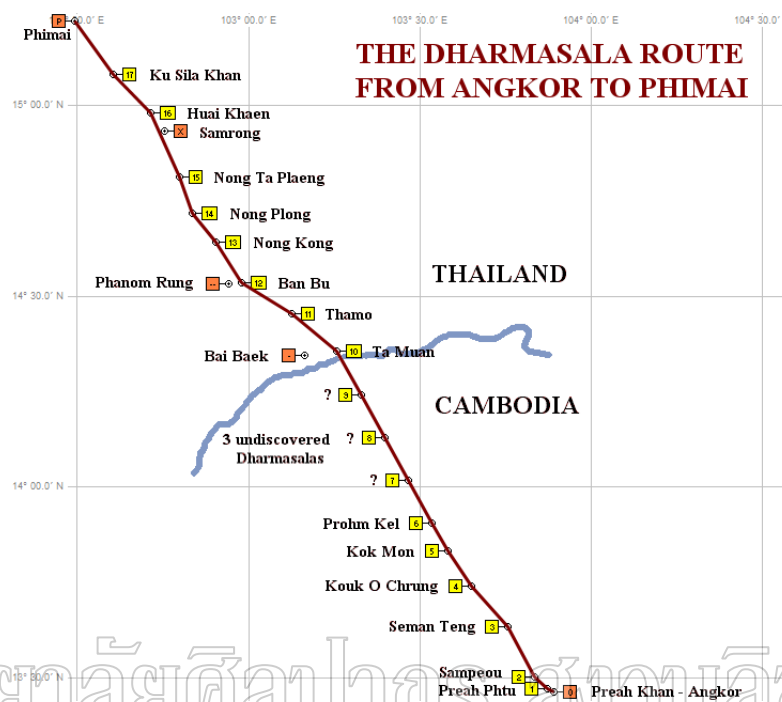 103°00.0' E
103°30.0' E
104°00.0' E
104°30.0' E
P
Phimai
THE DHARMASALA ROUTE
FROM ANGKOR TO PHIMAI
17 Ku Sila Khan
15° 00.0' N
16 Huai Khaen
X Samrong
15 Nong Ta Plaeng
14 Nong Plong
13 Nong Kong
THAILAND
Phanom Rung --
12 Ban Bu
14° 30.0' N
11 Thamo
Bai Baek -
10 Ta Muan
? 9
CAMBODIA
3 undiscovered
Dharmasalas
? 8
? 7
14° 00.0' N
Prohm Kel 6
Kok Mon 5
Kouk O Chrung 4
Seman Teng 3
Sampeou 2
13° 30.0' N
Preah Phtu 1
0 Preah Khan - Angkor